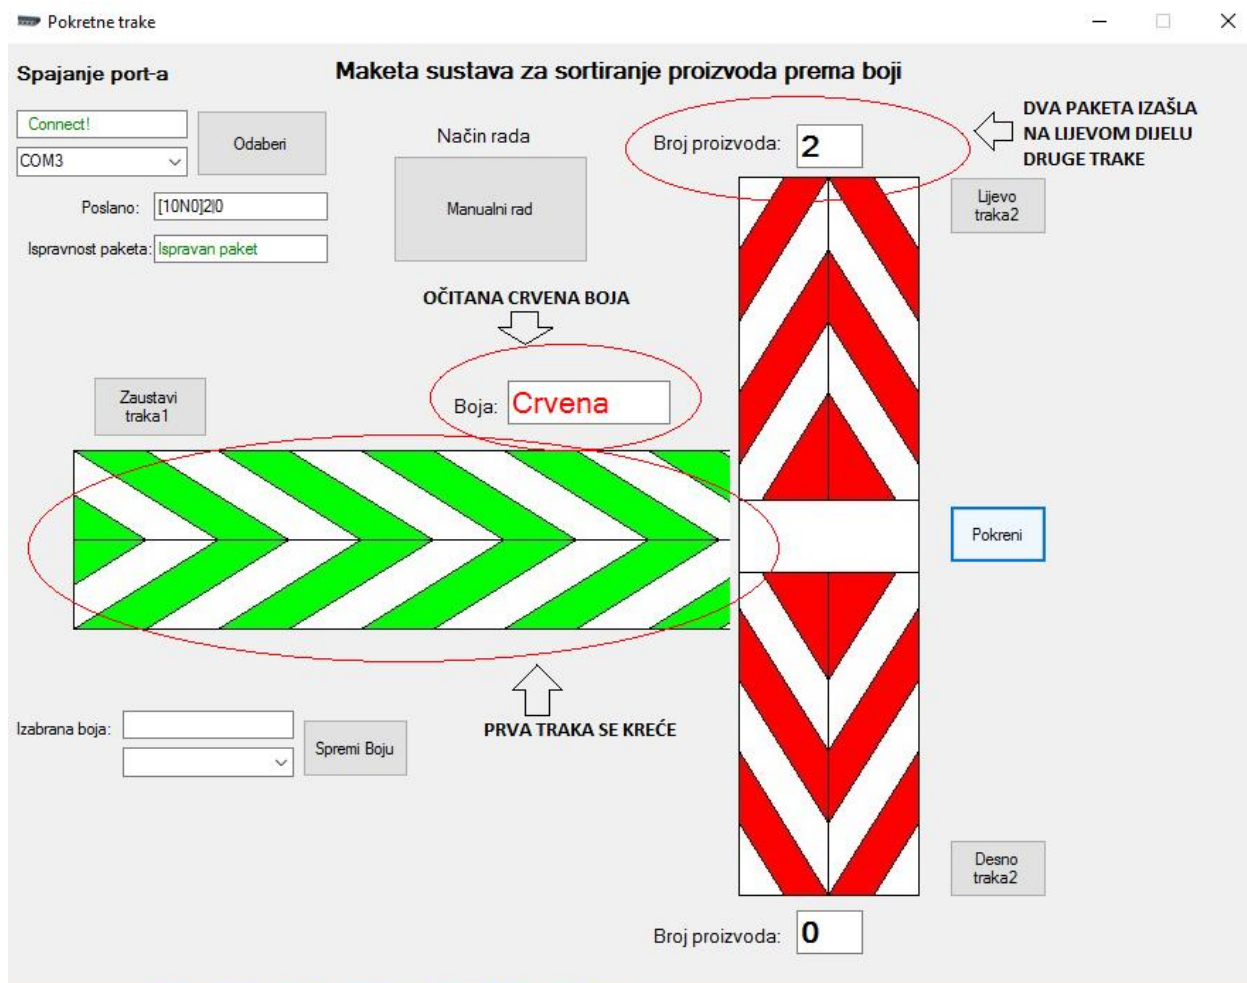 Pokretne trake
Spajanje port-a
Maketa sustava za sortiranje proizvoda prema boji
Connect!
COM3
Odaberi
Način rada
Manualni rad
Broj proizvoda: 2
DVA PAKETA IZAŠLA
NA LIJEVOM DIJELU
DRUGE TRAKE
Poslano: [10N0]2|0
Ispravnost paketa: Ispravan paket
Lijevo
traka2
OČITANA CRVENA BOJA
Zaustavi
traka1
Boja: Crvena
Pokreni
PRVA TRAKA SE KREĆE
Izabrana boja:
Spremi Boju
Desno
traka2
Broj proizvoda: 0